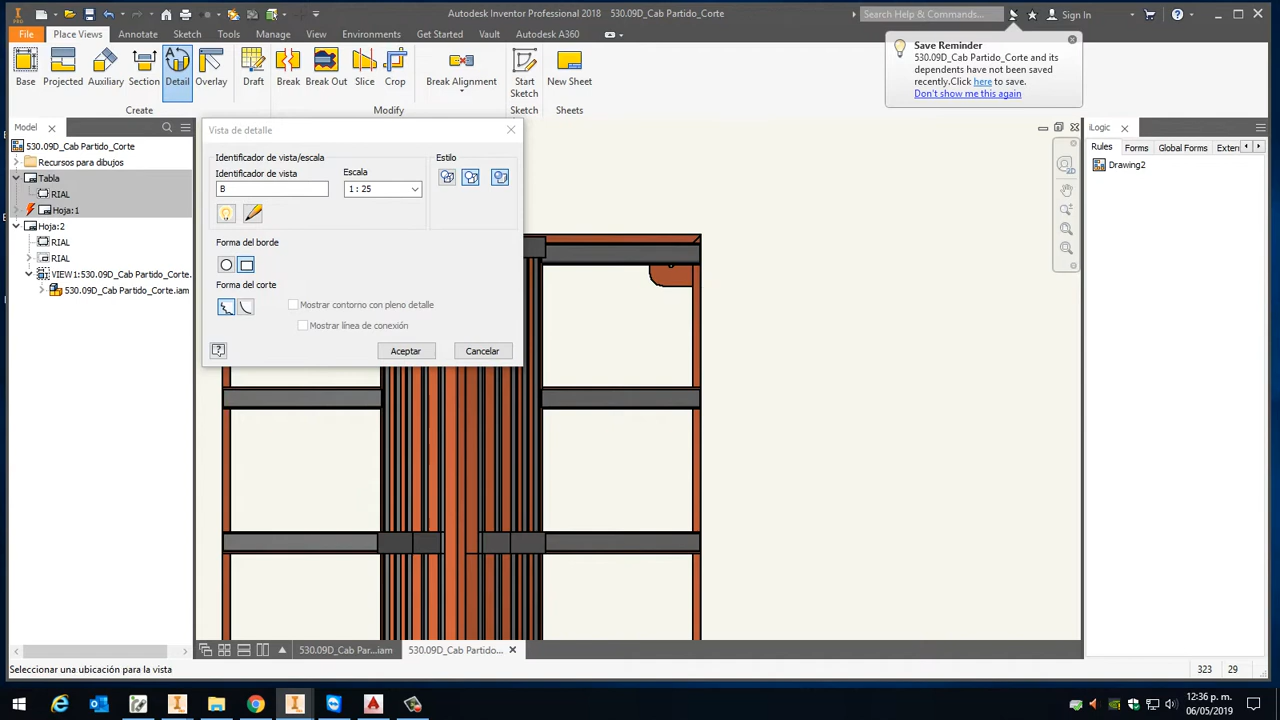 Autodesk Inventor Professional 2018   530.09D_Cab Partido_Corte
Search Help & Commands...
Sign In
File
Place Views
Annotate
Sketch
Tools
Manage
View
Environments
Get Started
Vault
Autodesk A360
Base
Projected
Auxiliary
Section
Detail
Overlay
Draft
Break
Break Out
Slice
Crop
Break Alignment
Start
Sketch
New Sheet
Create
Modify
Sketch
Sheets
Save Reminder
530.09D_Cab Partido_Corte and its
dependents have not been saved
recently.Click here to save.
Don't show me this again
Model
530.09D_Cab Partido_Corte
Recursos para dibujos
Tabla
RIAL
Hoja:1
Hoja:2
RIAL
RIAL
VIEW1:530.09D_Cab Partido_Corte.
530.09D_Cab Partido_Corte.iam
Vista de detalle
Identificador de vista/escala
Identificador de vista
Escala
B
1 : 25
Estilo
Forma del borde
Forma del corte
Mostrar contorno con pleno detalle
Mostrar línea de conexión
Aceptar
Cancelar
iLogic
Rules
Forms
Global Forms
Exten
Drawing2
530.09D_Cab Par...iam
530.09D_Cab Partido...
Seleccionar una ubicación para la vista
323
29
12:36 p. m.
06/05/2019